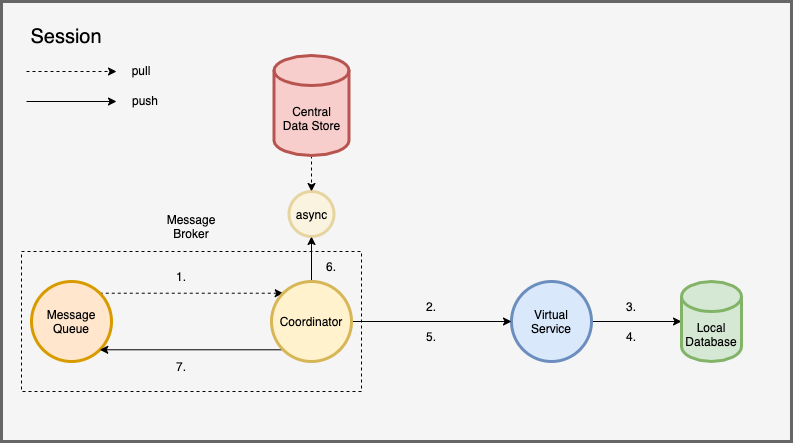 Session
pull
push
Central
Data Store
async
Message
Broker
6.
1.
Message
Queue
Coordinator
2.
5.
Virtual
Service
3.
4.
Local
Database
7.